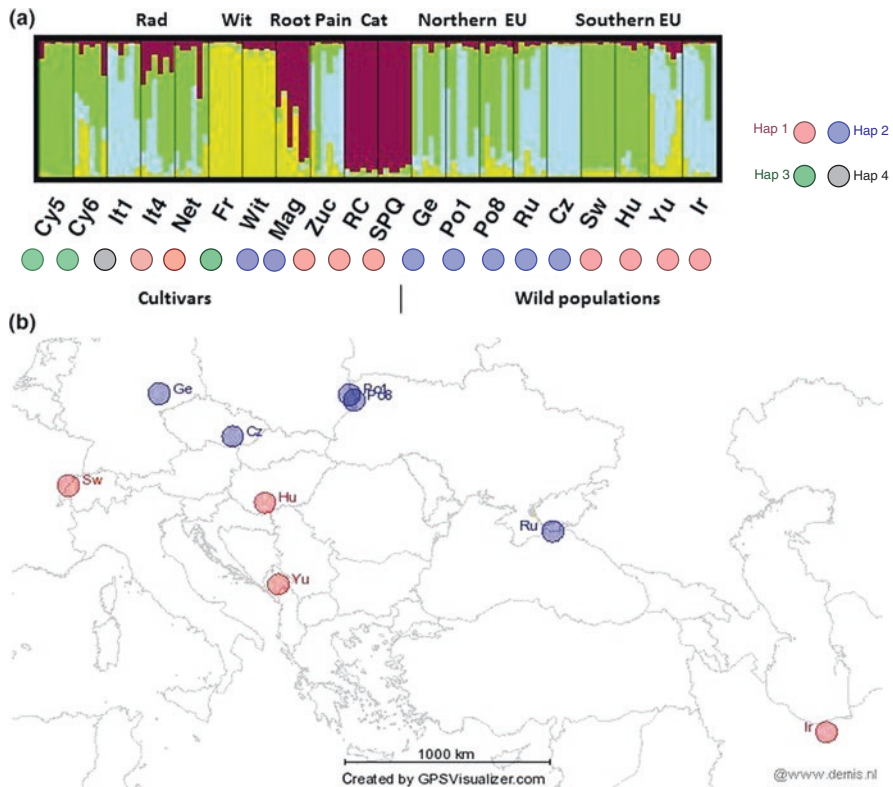 (a) Rad Wit Root Pain Cat Northern EU Southern EU
Hap 1 Hap 2
Hap 3 Hap 4
Cy5 Cy6 It1 It4 Net Fr Wit Mag Zuc RC SPQ Ge Po1 Po8 Ru Cz Sw Hu Yu Ir
Cultivars Wild populations
(b)
Ge Po1
Po8
Cz
Sw
Hu
Ru
Yu
Ir
1000 km
Created by GPSVisualizer.com
@www.demis.nl